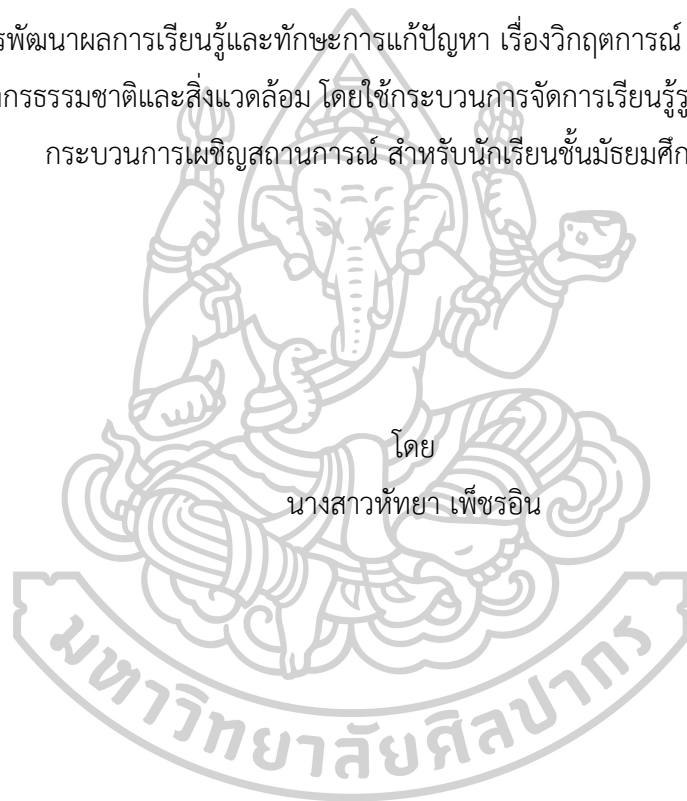 รพัฒนาผลการเรียนรู้และทักษะการแก้ปัญหา เรื่องวิกฤตการณ์
ากรธรรมชาติและสิ่งแวดล้อม โดยใช้กระบวนการจัดการเรียนรู้รู
กระบวนการเผชิญสถานการณ์ สำหรับนักเรียนชั้นมัธยมศึก
โดย
นางสาวหัทยา เพ็ชรอิน
มหาวิทยาลัยศิลปากร